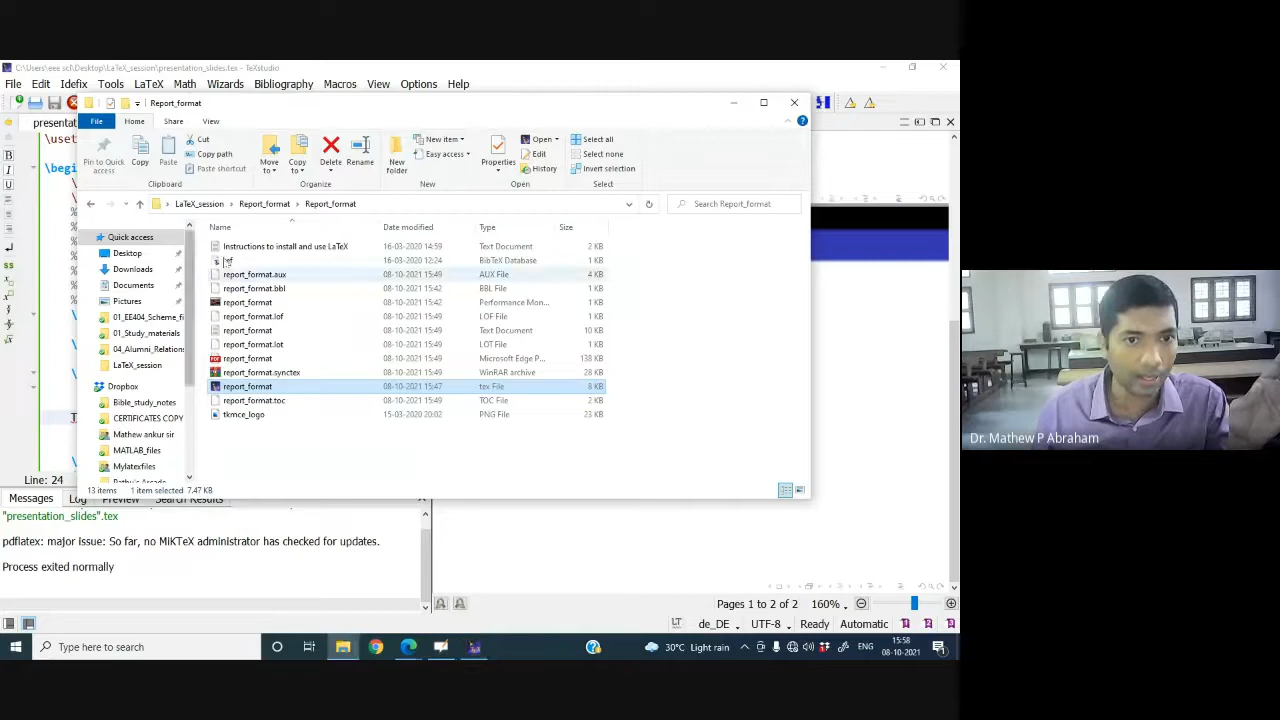 C:\Users\eee scl\Desktop\LaTeX_session\presentation_slides.tex - TeXstudio
File Edit Idefix Tools LaTeX Math Wizards Macros View Options Help
Report_format
presenta
File Home Share View
\uset
\begi
Pin to Quick access
Copy
Paste
Cut
Copy path
Paste shortcut
Move to
Copy to
Delete
Rename
New folder
New item
Easy access
Properties
Open
Edit
History
Select all
Select none
Invert selection
Clipboard Organize New Open Select
LaTeX_session Report_format Report_format
Search Report_format
Name Date modified Type Size
Quick access
Desktop
Downloads
Documents
Pictures
01_EE404_Scheme_fi
01_Study_materials
04_Alumni_Relation
LaTeX_session
Dropbox
Bible_study_notes
CERTIFICATES COPY
Mathew ankur sir
MATLAB_files
Mylatexfiles
Instructions to install and use LaTeX 16-03-2020 14:59 Text Document 2 KB
16-03-2020 12:24 BibTeX Database 1 KB
report_format.aux 08-10-2021 15:49 AUX File 4 KB
report_format.bbl 08-10-2021 15:42 BBL File 1 KB
report_format 08-10-2021 15:42 Performance Mon... 1 KB
report_format.lof 08-10-2021 15:49 LOF File 1 KB
report_format 08-10-2021 15:49 Text Document 10 KB
report_format.lot 08-10-2021 15:49 LOT File 1 KB
report_format 08-10-2021 15:49 Microsoft Edge P... 138 KB
report_format.synctex 08-10-2021 15:49 WinRAR archive 28 KB
report_format 08-10-2021 15:47 tex File 8 KB
report_format.toc 08-10-2021 15:49 TOC File 2 KB
tkmce_logo 15-03-2020 20:02 PNG File 23 KB
Line: 24
13 items 1 item selected 7.47 KB
Messages Log Preview Search Results
"presentation_slides".tex
pdflatex: major issue: So far, no MiKTeX administrator has checked for updates.
Process exited normally
Pages 1 to 2 of 2 160%
LT de_DE UTF-8 Ready Automatic
Type here to search
30°C Light rain
ENG
15:58
08-10-2021
Dr. Mathew P Abraham